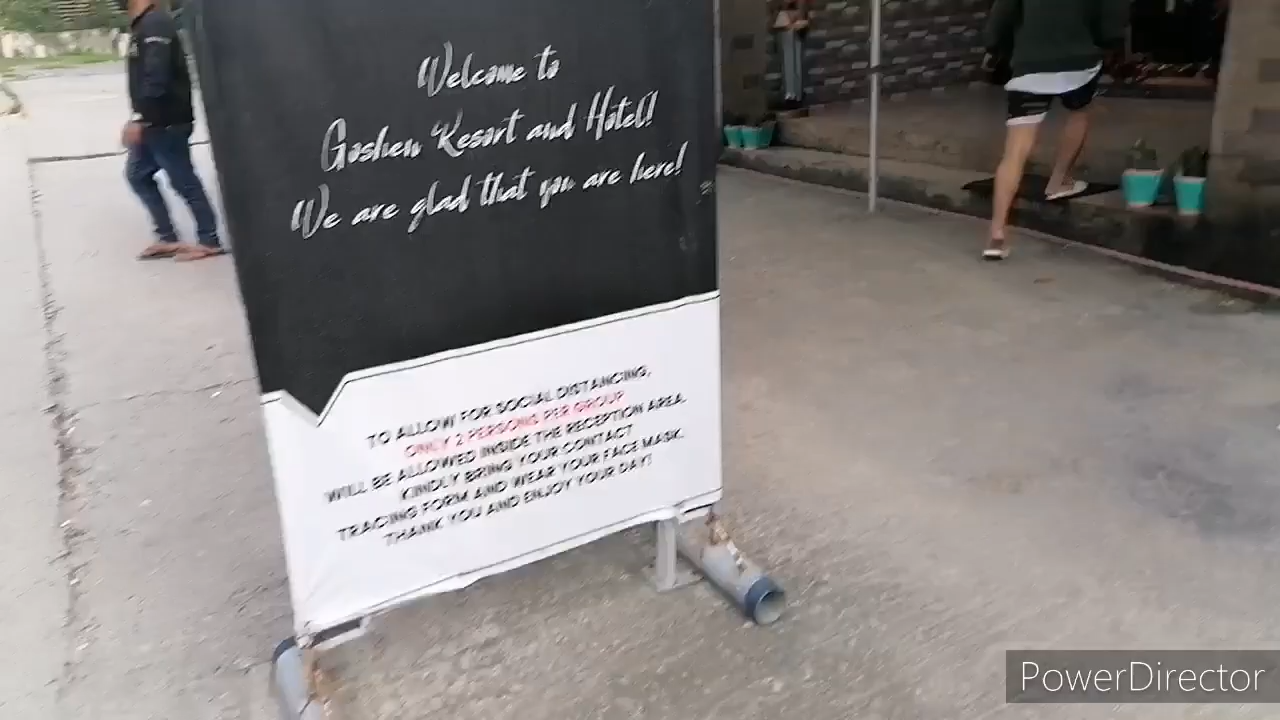 Welcome to
Goshen Resort and Hotel!
We are glad that you are here!
TO ALLOW FOR SOCIAL DISTANCING,
ONLY 2 PERSONS PER GROUP
WILL BE ALLOWED INSIDE THE RECEPTION AREA.
KINDLY BRING YOUR CONTACT
TRACING FORM AND WEAR YOUR FACE MASK.
THANK YOU AND ENJOY YOUR DAY!
PowerDirector